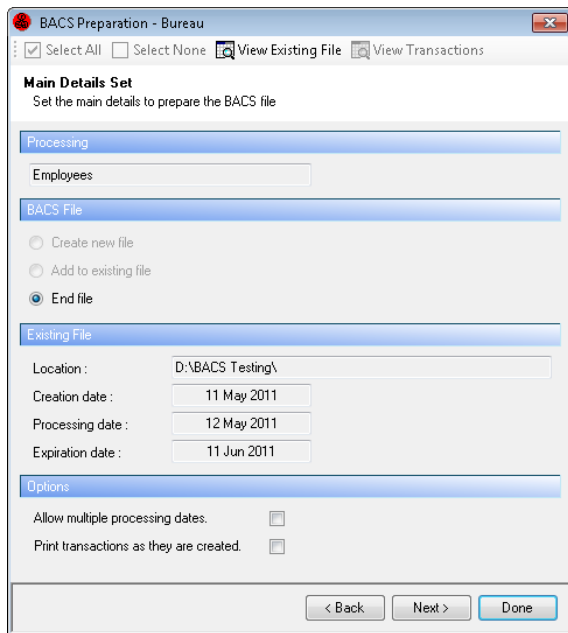 BACS Preparation - Bureau
Select All Select None View Existing File View Transactions
Main Details Set
Set the main details to prepare the BACS file
Processing
Employees
BACS File
Create new file
Add to existing file
End file
Existing File
Location : D:\BACS Testing\
Creation date : 11 May 2011
Processing date : 12 May 2011
Expiration date : 11 Jun 2011
Options
Allow multiple processing dates.
Print transactions as they are created.
< Back Next > Done